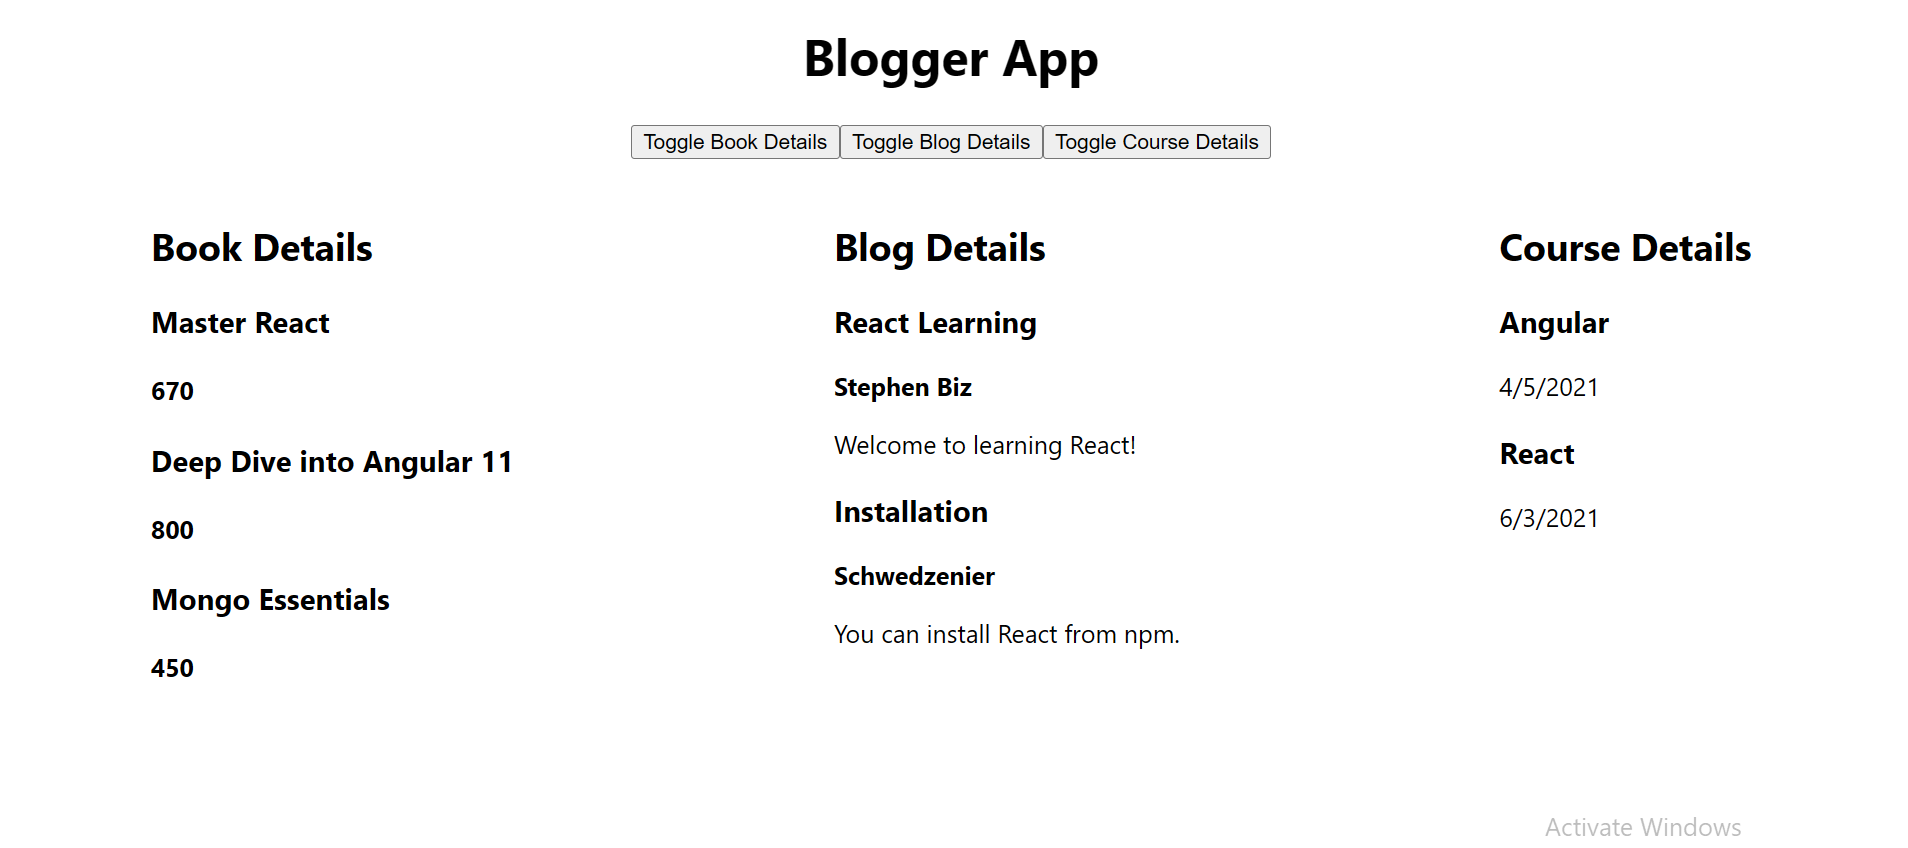 Blogger App
Toggle Book Details Toggle Blog Details Toggle Course Details
Book Details
Master React
670
Deep Dive into Angular 11
800
Mongo Essentials
450
Blog Details
React Learning
Stephen Biz
Welcome to learning React!
Installation
Schwedzenier
You can install React from npm.
Course Details
Angular
4/5/2021
React
6/3/2021
Activate Windows